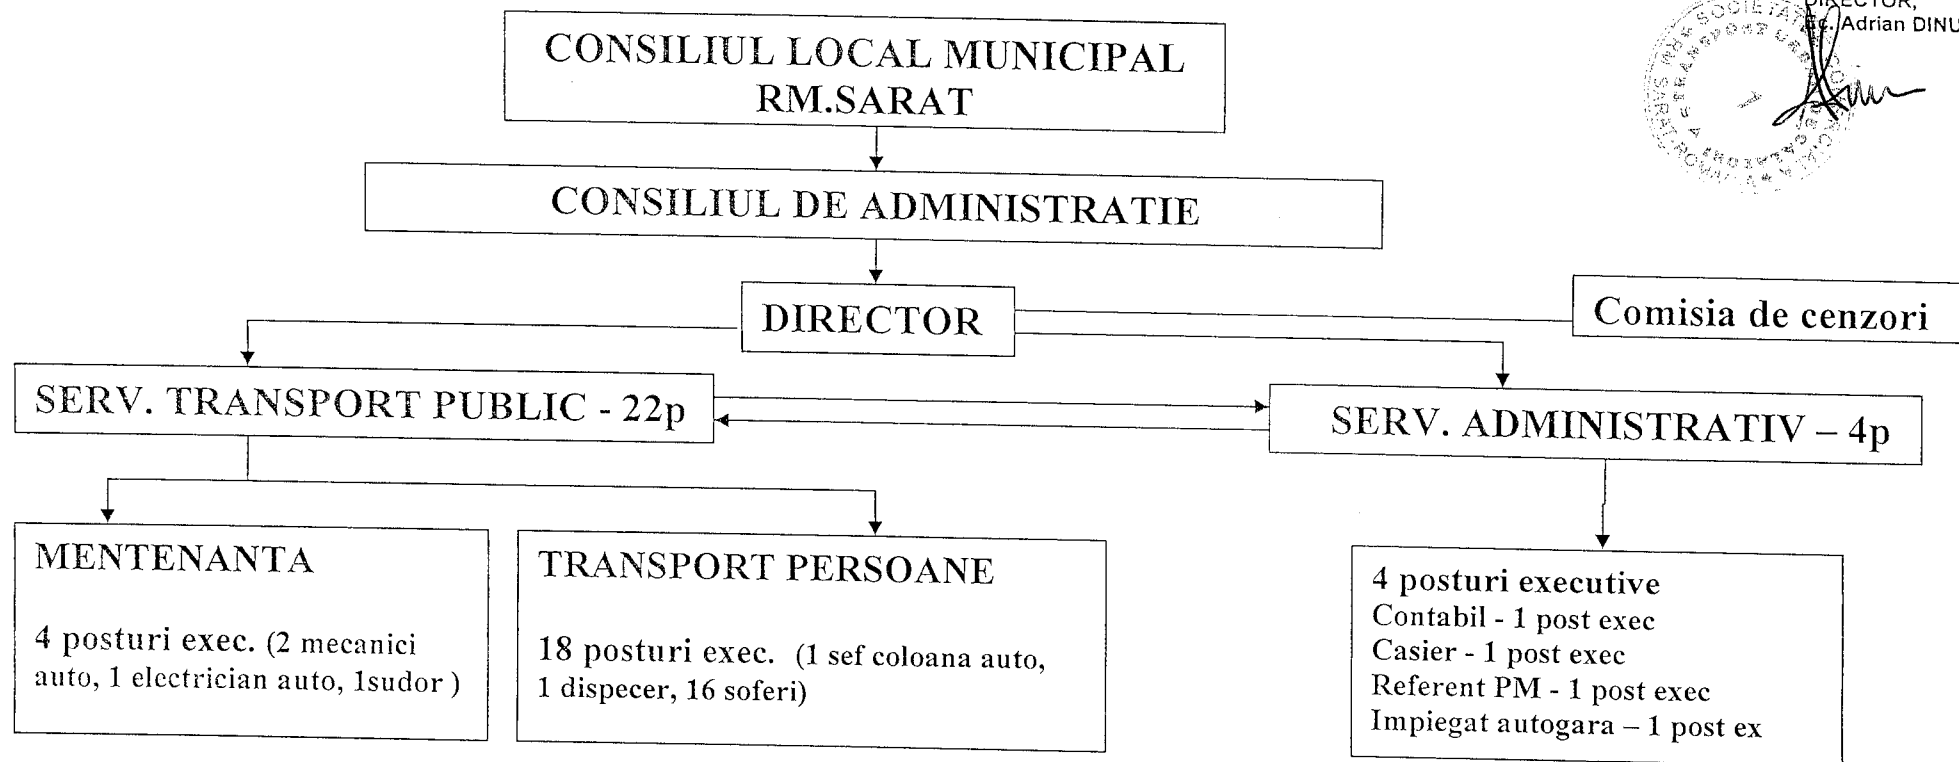 DIRECTOR,
Ec. Adrian DINU
CONSILIUL LOCAL MUNICIPAL
RM.SARAT
CONSILIUL DE ADMINISTRATIE
DIRECTOR
Comisia de cenzori
SERV. TRANSPORT PUBLIC - 22p
SERV. ADMINISTRATIV – 4p
MENTENANTA
4 posturi exec. (2 mecanici
auto, 1 electrician auto, 1sudor )
TRANSPORT PERSOANE
18 posturi exec. (1 sef coloana auto,
1 dispecer, 16 soferi)
4 posturi executive
Contabil - 1 post exec
Casier - 1 post exec
Referent PM - 1 post exec
Impiegat autogara – 1 post ex